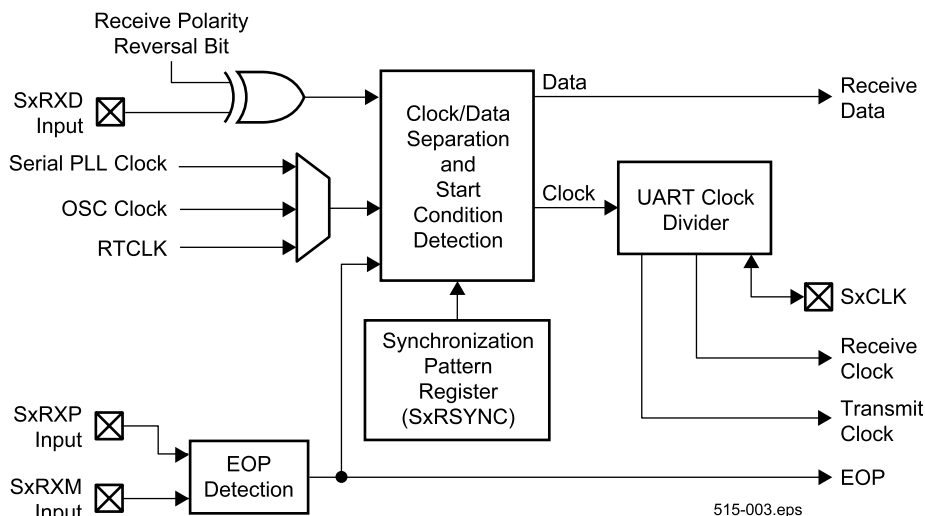 Receive Polarity
Reversal Bit
SxRXD
Input
Serial PLL Clock
OSC Clock
RTCLK
Clock/Data
Separation
and
Start
Condition
Detection
Data
Receive
Data
Clock
UART Clock
Divider
SxCLK
Synchronization
Pattern
Register
(SxRSYNC)
Receive
Clock
Transmit
Clock
SxRXP
Input
SxRXM
Input
EOP
Detection
EOP
515-003.eps